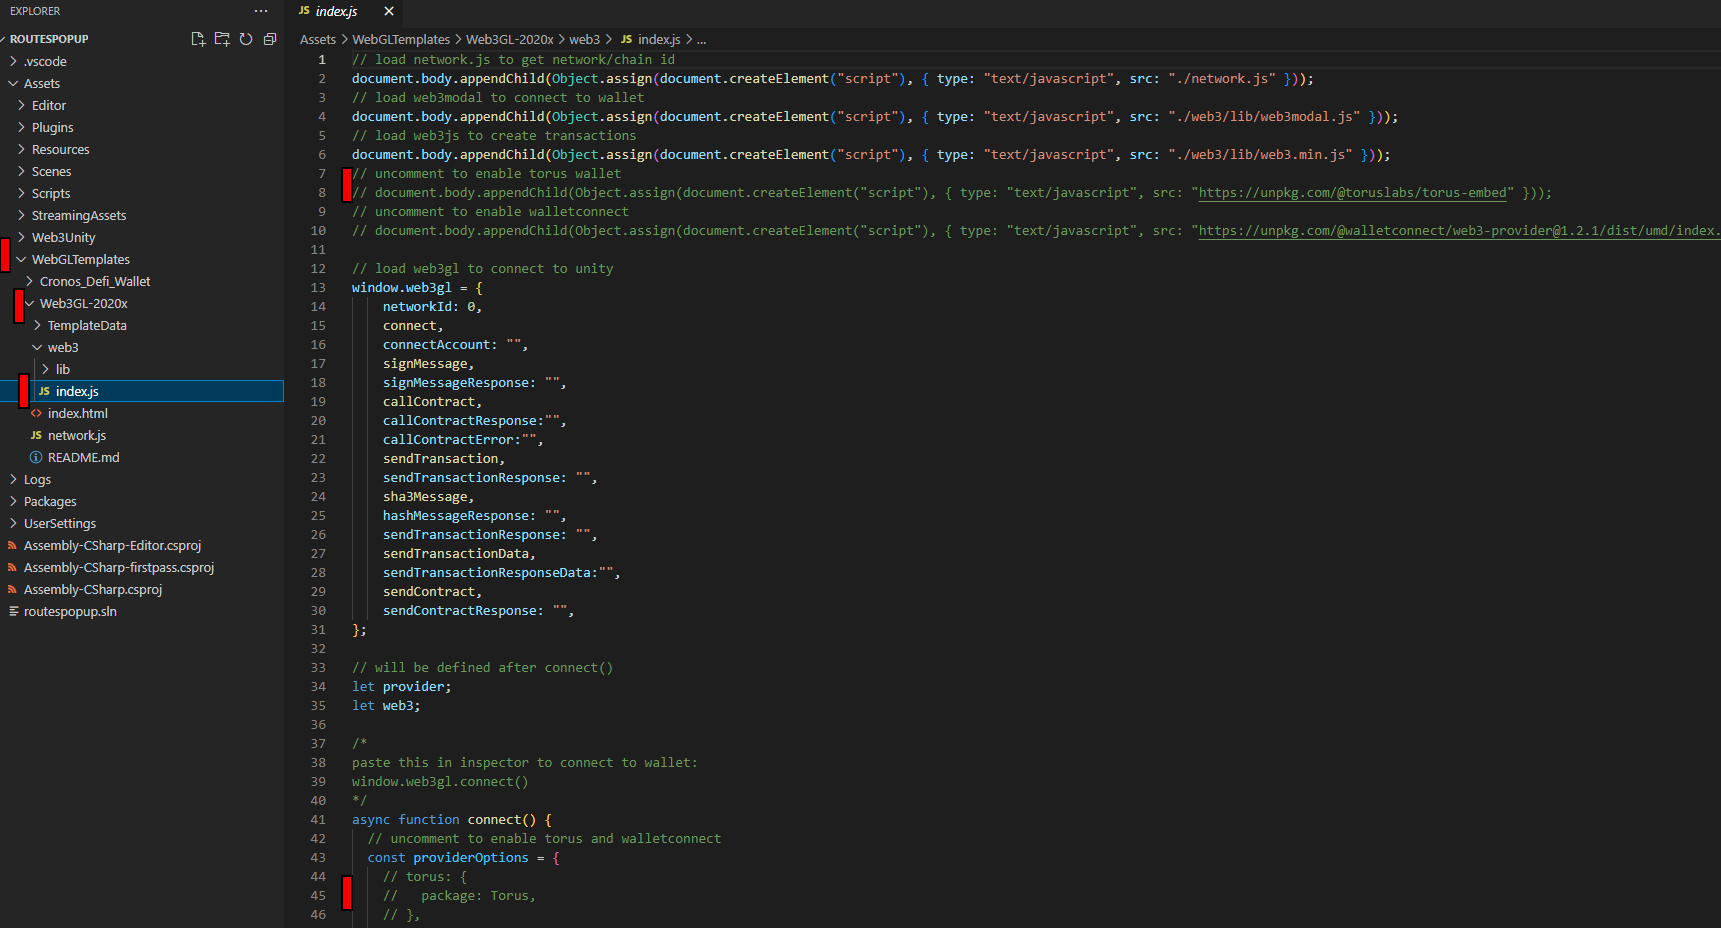 EXPLORER
ROUTESPOPUP
.vscode
Assets
Editor
Plugins
Resources
Scenes
Scripts
StreamingAssets
Web3Unity
WebGLTemplates
Cronos_Defi_Wallet
Web3GL-2020x
TemplateData
web3
lib
JS index.js
<> index.html
JS network.js
README.md
Logs
Packages
UserSettings
Assembly-CSharp-Editor.csproj
Assembly-CSharp-firstpass.csproj
Assembly-CSharp.csproj
routespopup.sln
JS index.js
Assets > WebGLTemplates > Web3GL-2020x > web3 > JS index.js > ...
1 // load network.js to get network/chain id
2 document.body.appendChild(Object.assign(document.createElement("script"), { type: "text/javascript", src: "./network.js" }));
3 // load web3modal to connect to wallet
4 document.body.appendChild(Object.assign(document.createElement("script"), { type: "text/javascript", src: "./web3/lib/web3modal.js" }));
5 // load web3js to create transactions
6 document.body.appendChild(Object.assign(document.createElement("script"), { type: "text/javascript", src: "./web3/lib/web3.min.js" }));
7 // uncomment to enable torus wallet
8 // document.body.appendChild(Object.assign(document.createElement("script"), { type: "text/javascript", src: "https://unpkg.com/@toruslabs/torus-embed" }));
9 // uncomment to enable walletconnect
10 // document.body.appendChild(Object.assign(document.createElement("script"), { type: "text/javascript", src: "https://unpkg.com/@walletconnect/web3-provider@1.2.1/dist/umd/index.
11
12 // load web3gl to connect to unity
13 window.web3gl = {
14 networkId: 0,
15 connect,
16 connectAccount: "",
17 signMessage,
18 signMessageResponse: "",
19 callContract,
20 callContractResponse:"",
21 callContractError:"",
22 sendTransaction,
23 sendTransactionResponse: "",
24 sha3Message,
25 hashMessageResponse: "",
26 sendTransactionResponse: "",
27 sendTransactionData,
28 sendTransactionResponseData:"",
29 sendContract,
30 sendContractResponse: "",
31 };
32
33 // will be defined after connect()
34 let provider;
35 let web3;
36
37 /*
38 paste this in inspector to connect to wallet:
39 window.web3gl.connect()
40 */
41 async function connect() {
42 // uncomment to enable torus and walletconnect
43 const providerOptions = {
44 // torus: {
45 // package: Torus,
46 // },